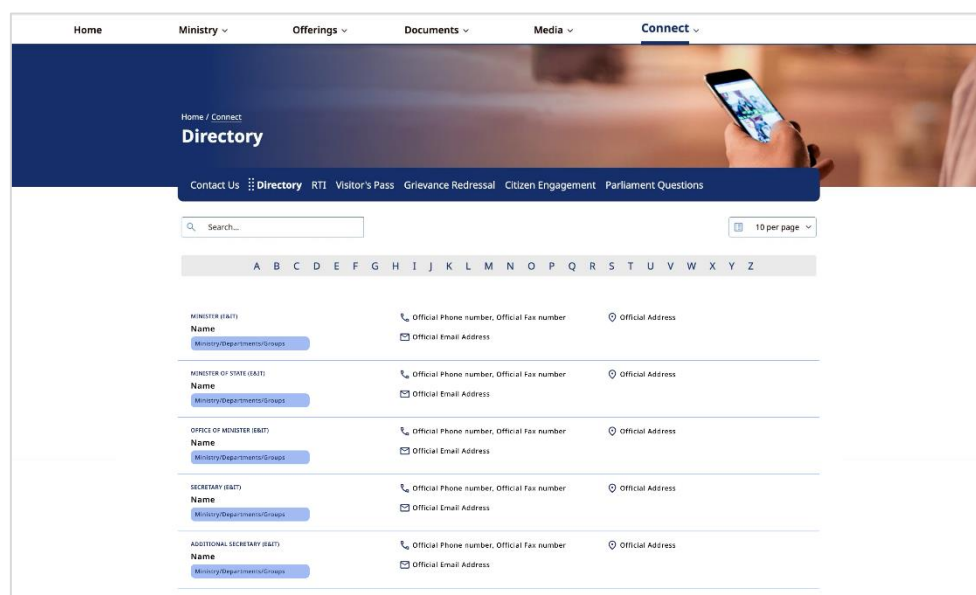 Home Ministry Offerings Documents Media Connect
Home / Connect
Directory
Contact Us Directory RTI Visitor's Pass Grievance Redressal Citizen Engagement Parliament Questions
Search... 10 per page
A B C D E F G H I J K L M N O P Q R S T U V W X Y Z
MINISTER (E&IT)
Name
Ministry/Departments/Groups
Official Phone number, Official Fax number
Official Email Address
Official Address
MINISTER OF STATE (E&IT)
Name
Ministry/Departments/Groups
Official Phone number, Official Fax number
Official Email Address
Official Address
OFFICE OF MINISTER (E&IT)
Name
Ministry/Departments/Groups
Official Phone number, Official Fax number
Official Email Address
Official Address
SECRETARY (E&IT)
Name
Ministry/Departments/Groups
Official Phone number, Official Fax number
Official Email Address
Official Address
ADDITIONAL SECRETARY (E&IT)
Name
Ministry/Departments/Groups
Official Phone number, Official Fax number
Official Email Address
Official Address